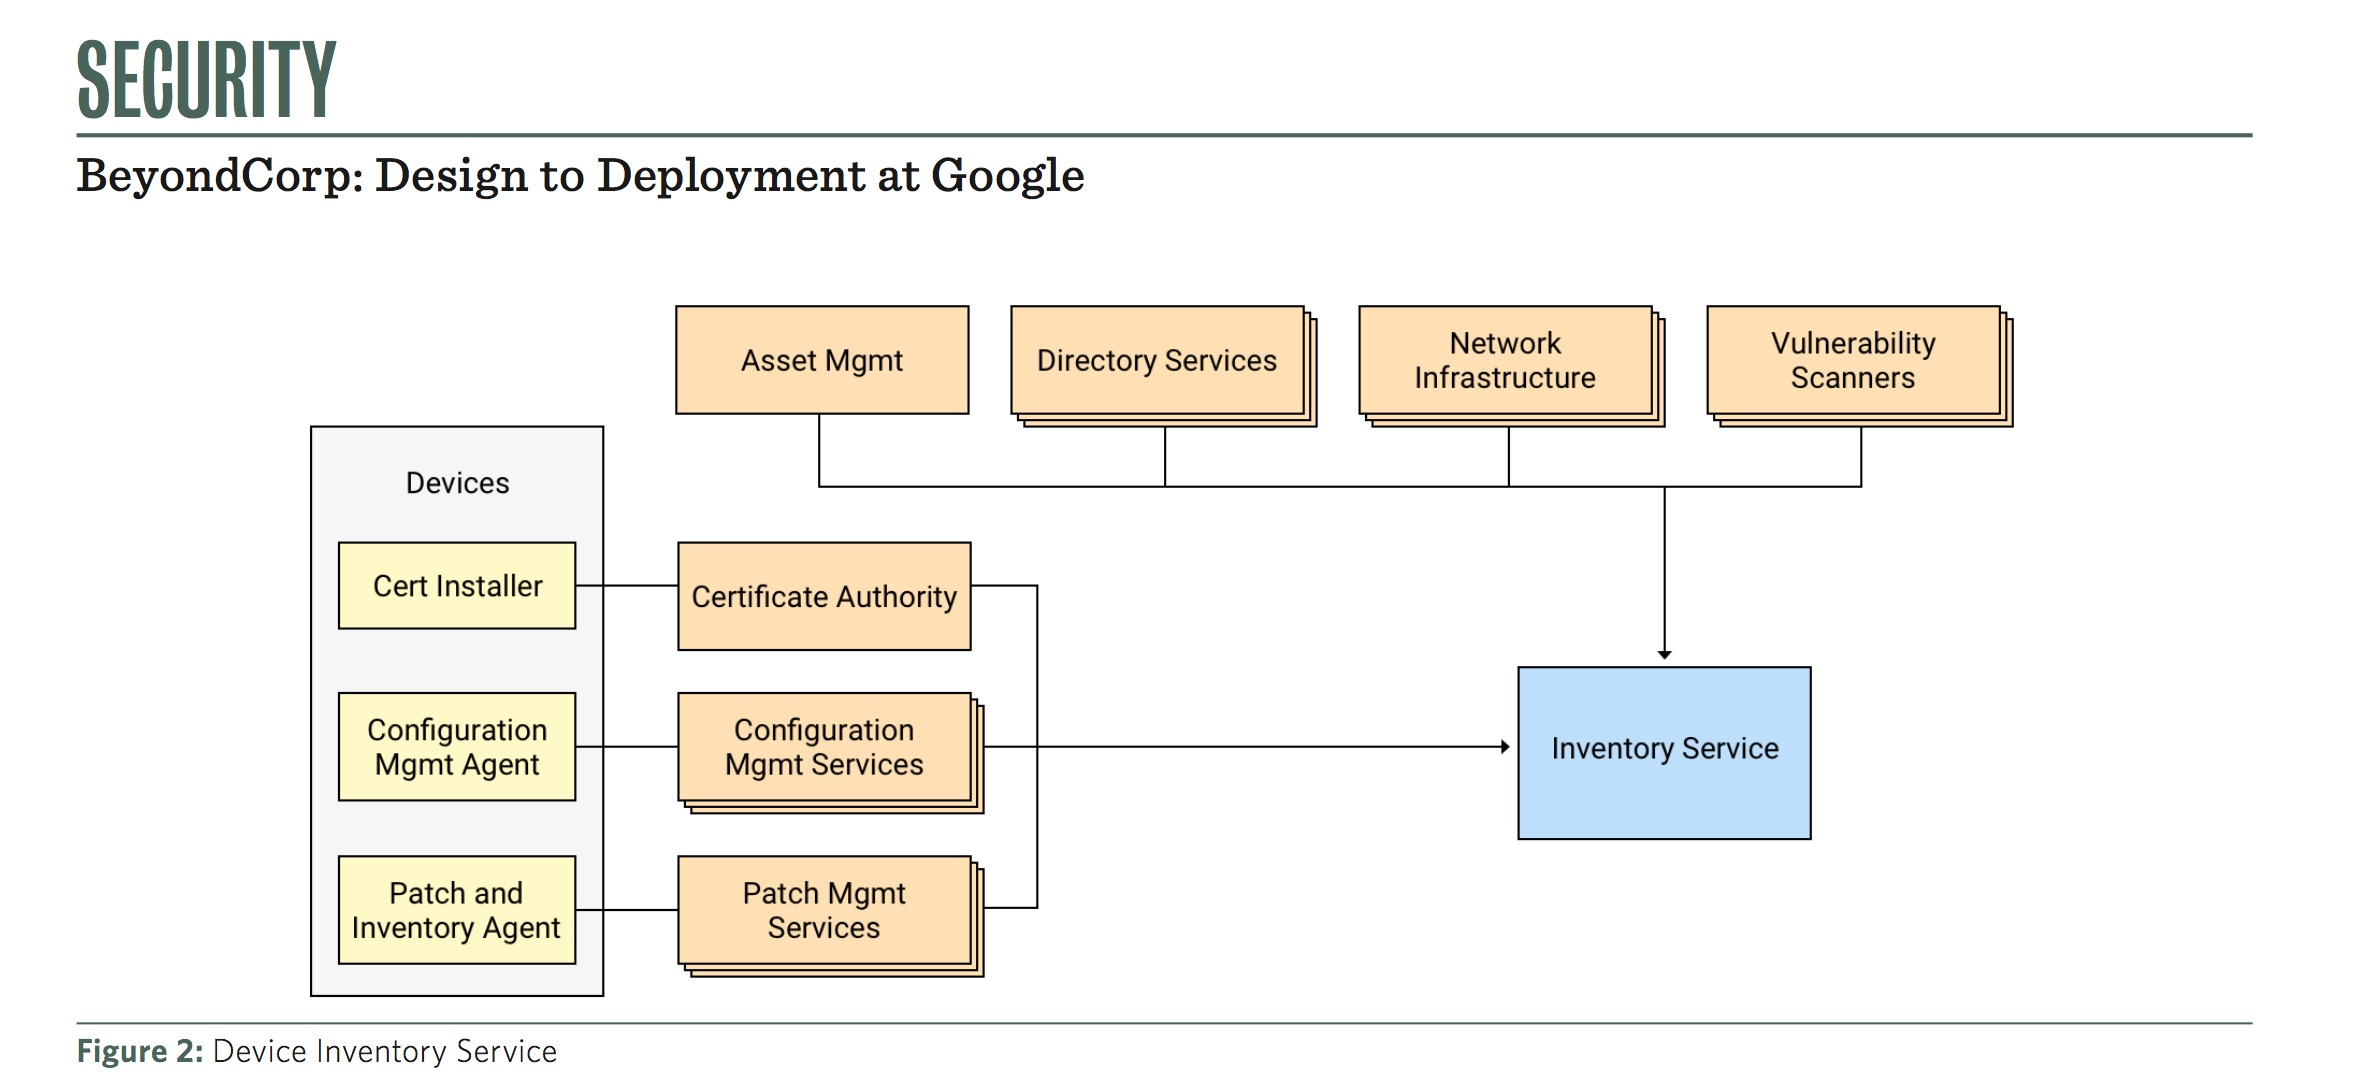 SECURITY
BeyondCorp: Design to Deployment at Google
Asset Mgmt
Directory Services
Network
Infrastructure
Vulnerability
Scanners
Devices
Cert Installer
Certificate Authority
Configuration
Mgmt Agent
Configuration
Mgmt Services
Inventory Service
Patch and
Inventory Agent
Patch Mgmt
Services
Figure 2: Device Inventory Service